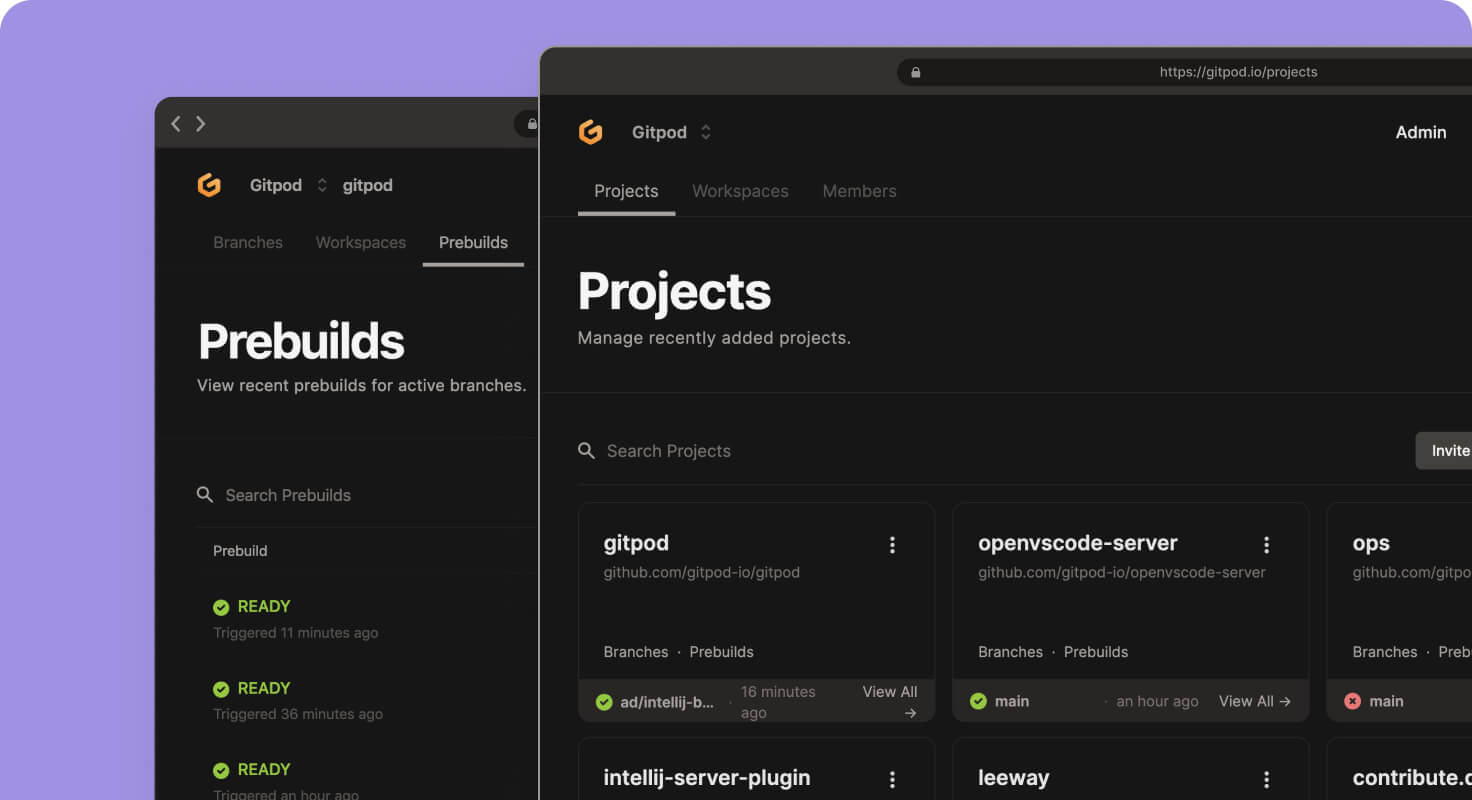 Gitpod gitpod
Branches Workspaces Prebuilds
Prebuilds
View recent prebuilds for active branches.
Search Prebuilds
Prebuild
READY
Triggered 11 minutes ago
READY
Triggered 36 minutes ago
READY
Triggered an hour ago
https://gitpod.io/projects
Gitpod Admin
Projects Workspaces Members
Projects
Manage recently added projects.
Search Projects Invite
gitpod
github.com/gitpod-io/gitpod
Branches · Prebuilds
ad/intellij-b... · 16 minutes ago View All →
openvscode-server
github.com/gitpod-io/openvscode-server
Branches · Prebuilds
main · an hour ago View All →
ops
github.com/gitpo
Branches · Preb
main
intellij-server-plugin
leeway
contribute.